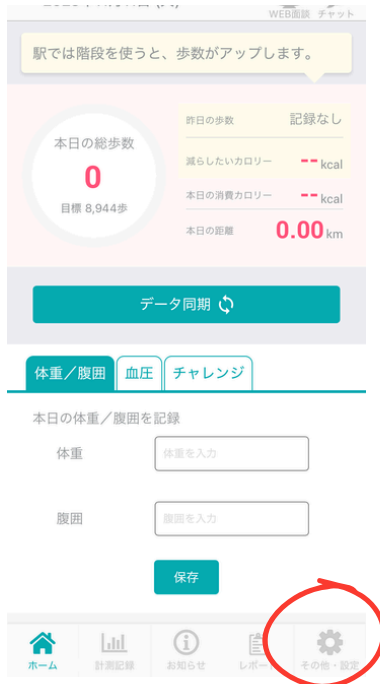 WEB面談 チャット
駅では階段を使うと、歩数がアップします。
本日の総歩数
0
目標 8,944歩
昨日の歩数 記録なし
減らしたいカロリー --kcal
本日の消費カロリー --kcal
本日の距離 0.00km
データ同期
体重／腹囲 血圧 チャレンジ
本日の体重／腹囲を記録
体重 体重を入力
腹囲 腹囲を入力
保存
ホーム 計測記録 お知らせ レポート その他・設定